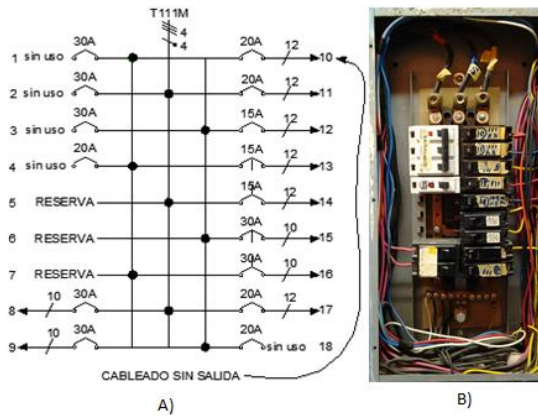 T111M
4
4
30A 20A 12
1 sin uso 10
30A 20A 12
2 sin uso 11
30A 15A 12
3 sin uso 12
20A 15A 12
4 sin uso 13
15A 12
5 RESERVA 14
30A 10
6 RESERVA 15
30A 10
7 RESERVA 16
10 30A 20A 12
8 17
10 30A 20A
9 sin uso 18
CABLEADO SIN SALIDA
A) B)